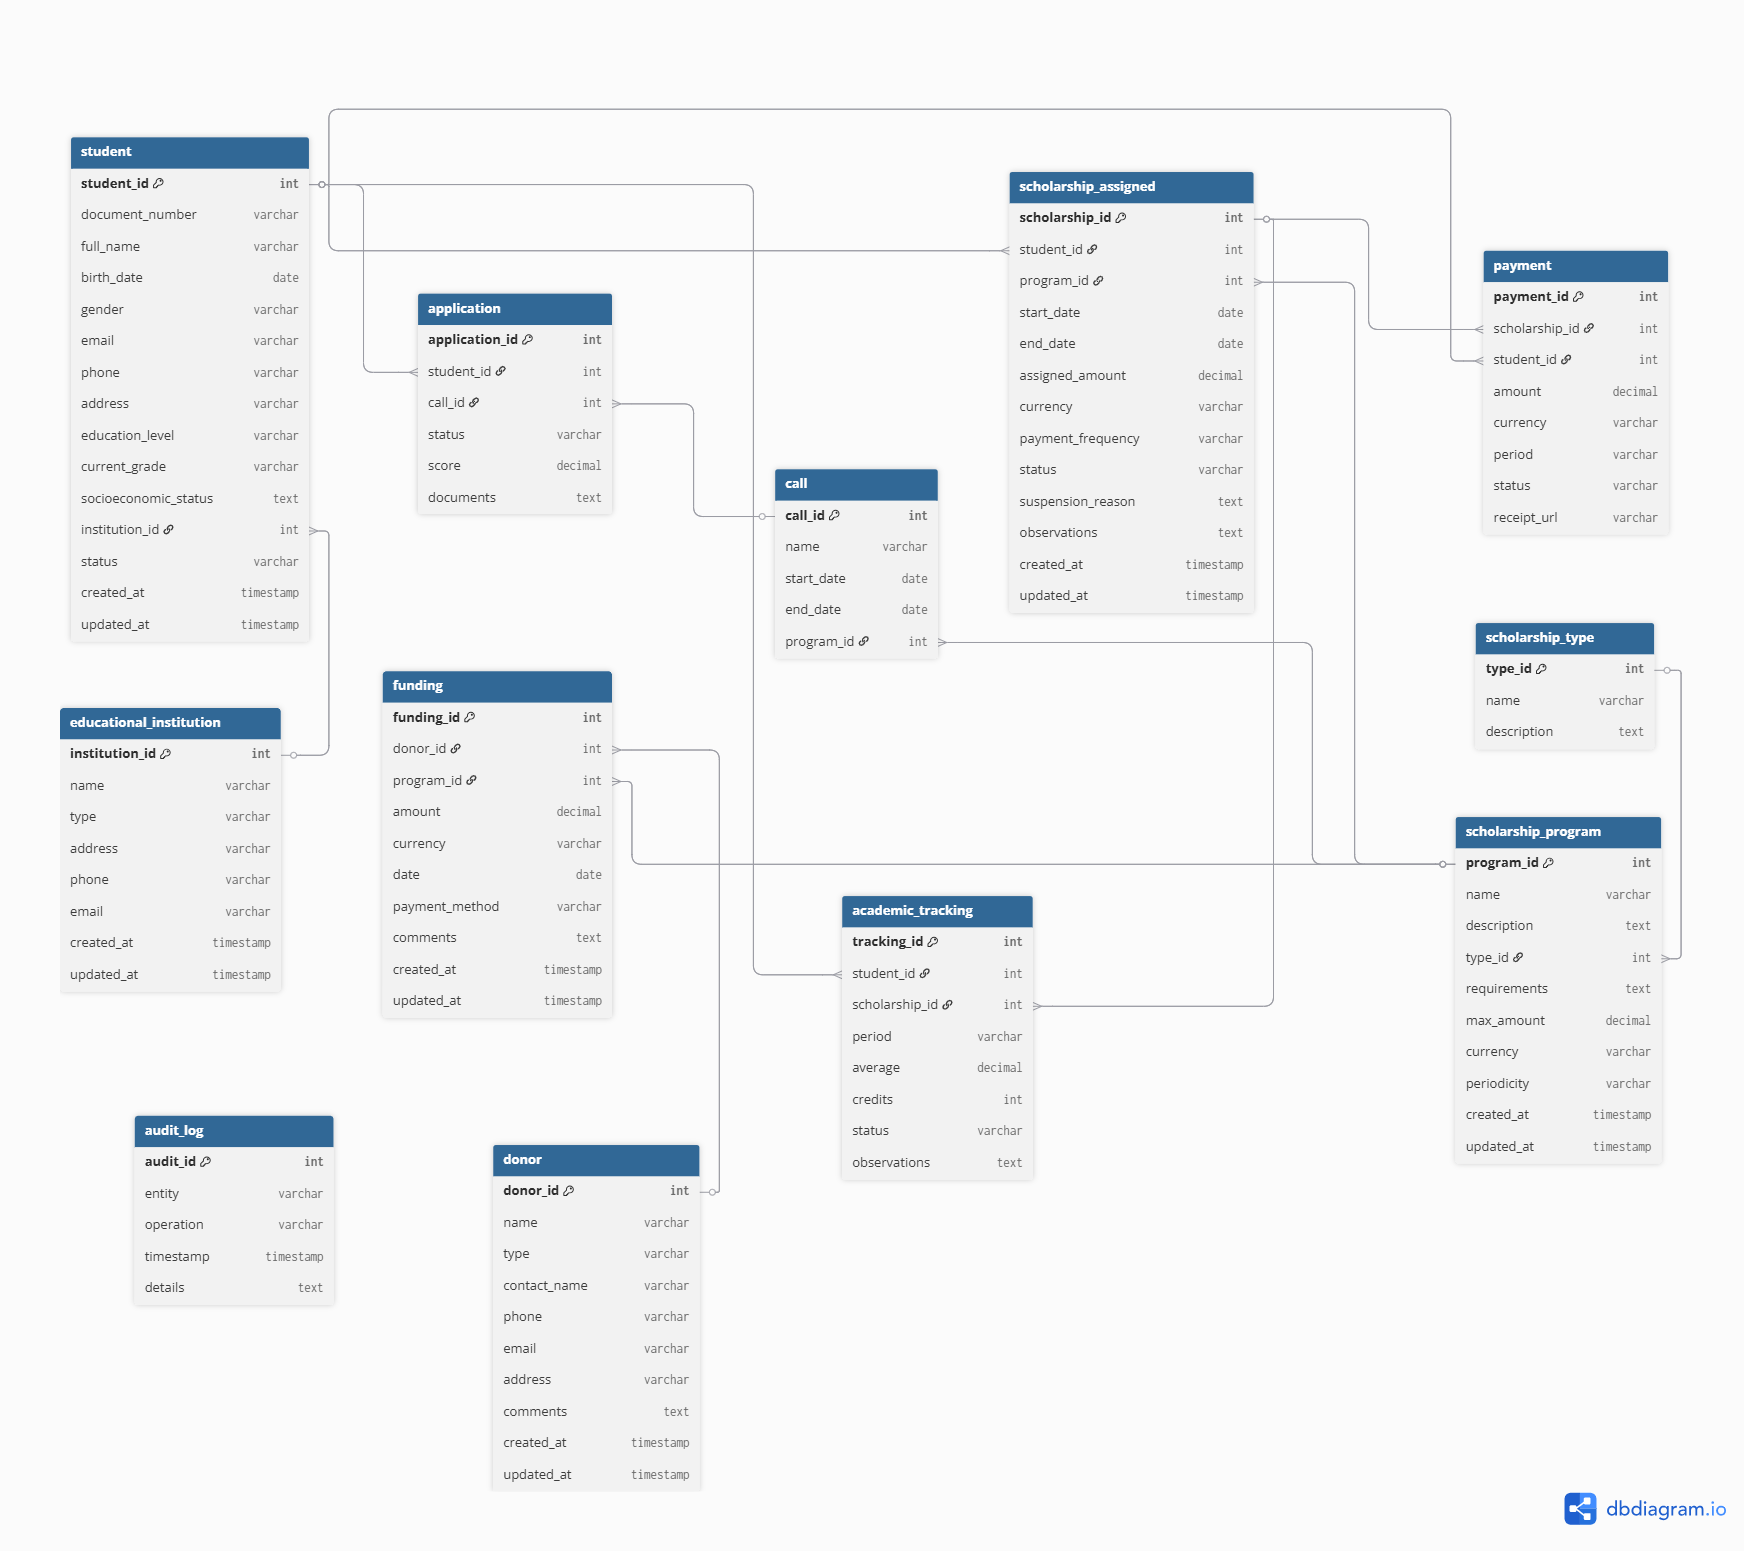 student
student_id int
document_number varchar
full_name varchar
birth_date date
gender varchar
email varchar
phone varchar
address varchar
education_level varchar
current_grade varchar
socioeconomic_status text
institution_id int
status varchar
created_at timestamp
updated_at timestamp
application
application_id int
student_id int
call_id int
status varchar
score decimal
documents text
scholarship_assigned
scholarship_id int
student_id int
program_id int
start_date date
end_date date
assigned_amount decimal
currency varchar
payment_frequency varchar
status varchar
suspension_reason text
observations text
created_at timestamp
updated_at timestamp
payment
payment_id int
scholarship_id int
student_id int
amount decimal
currency varchar
period varchar
status varchar
receipt_url varchar
call
call_id int
name varchar
start_date date
end_date date
program_id int
scholarship_type
type_id int
name varchar
description text
educational_institution
institution_id int
name varchar
type varchar
address varchar
phone varchar
email varchar
created_at timestamp
updated_at timestamp
funding
funding_id int
donor_id int
program_id int
amount decimal
currency varchar
date date
payment_method varchar
comments text
created_at timestamp
updated_at timestamp
scholarship_program
program_id int
name varchar
description text
type_id int
requirements text
max_amount decimal
currency varchar
periodicity varchar
created_at timestamp
updated_at timestamp
academic_tracking
tracking_id int
student_id int
scholarship_id int
period varchar
average decimal
credits int
status varchar
observations text
audit_log
audit_id int
entity varchar
operation varchar
timestamp timestamp
details text
donor
donor_id int
name varchar
type varchar
contact_name varchar
phone varchar
email varchar
address varchar
comments text
created_at timestamp
updated_at timestamp
dbdiagram.io